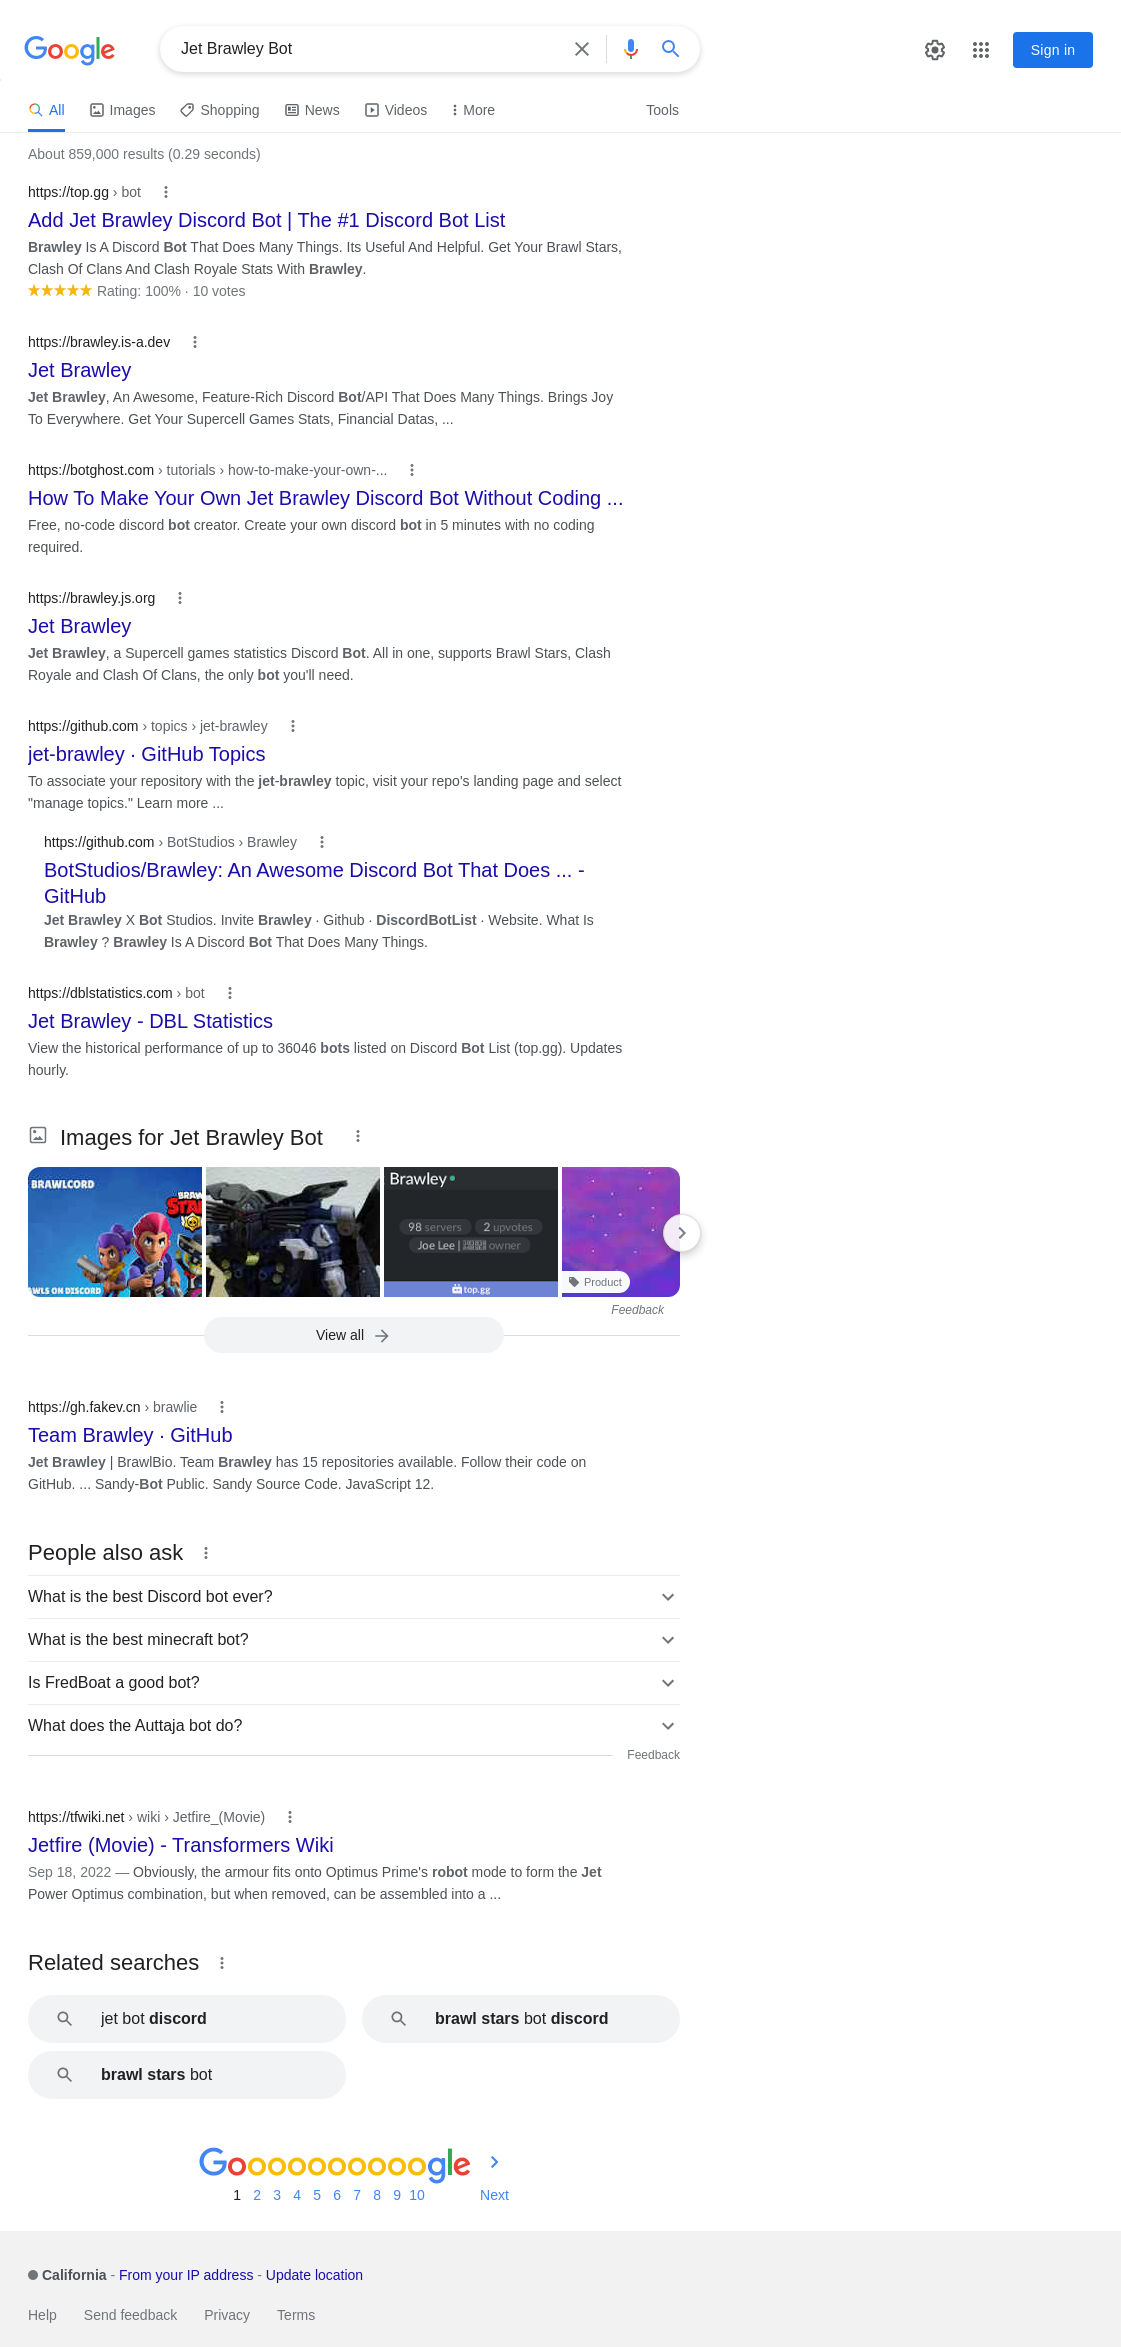 Google
Jet Brawley Bot
Sign in
All
Images
Shopping
News
Videos
More
Tools
About 859,000 results (0.29 seconds)
https://top.gg › bot
Add Jet Brawley Discord Bot | The #1 Discord Bot List
Brawley Is A Discord Bot That Does Many Things. Its Useful And Helpful. Get Your Brawl Stars,
Clash Of Clans And Clash Royale Stats With Brawley.
Rating: 100% · 10 votes
https://brawley.is-a.dev
Jet Brawley
Jet Brawley, An Awesome, Feature-Rich Discord Bot/API That Does Many Things. Brings Joy
To Everywhere. Get Your Supercell Games Stats, Financial Datas, ...
https://botghost.com › tutorials › how-to-make-your-own-...
How To Make Your Own Jet Brawley Discord Bot Without Coding ...
Free, no-code discord bot creator. Create your own discord bot in 5 minutes with no coding
required.
https://brawley.js.org
Jet Brawley
Jet Brawley, a Supercell games statistics Discord Bot. All in one, supports Brawl Stars, Clash
Royale and Clash Of Clans, the only bot you'll need.
https://github.com › topics › jet-brawley
jet-brawley · GitHub Topics
To associate your repository with the jet-brawley topic, visit your repo's landing page and select
"manage topics." Learn more ...
https://github.com › BotStudios › Brawley
BotStudios/Brawley: An Awesome Discord Bot That Does ... -
GitHub
Jet Brawley X Bot Studios. Invite Brawley · Github · DiscordBotList · Website. What Is
Brawley ? Brawley Is A Discord Bot That Does Many Things.
https://dblstatistics.com › bot
Jet Brawley - DBL Statistics
View the historical performance of up to 36046 bots listed on Discord Bot List (top.gg). Updates
hourly.
Images for Jet Brawley Bot
BRAWLCORD
BRAW
STA
AWLS ON DISCORD
Brawley
98 servers
2 upvotes
Joe Lee | owner
top.gg
Product
Feedback
View all
https://gh.fakev.cn › brawlie
Team Brawley · GitHub
Jet Brawley | BrawlBio. Team Brawley has 15 repositories available. Follow their code on
GitHub. ... Sandy-Bot Public. Sandy Source Code. JavaScript 12.
People also ask
What is the best Discord bot ever?
What is the best minecraft bot?
Is FredBoat a good bot?
What does the Auttaja bot do?
Feedback
https://tfwiki.net › wiki › Jetfire_(Movie)
Jetfire (Movie) - Transformers Wiki
Sep 18, 2022 — Obviously, the armour fits onto Optimus Prime's robot mode to form the Jet
Power Optimus combination, but when removed, can be assembled into a ...
Related searches
jet bot discord
brawl stars bot discord
brawl stars bot
Goooooooooogle
1 2 3 4 5 6 7 8 9 10 Next
California - From your IP address - Update location
Help
Send feedback
Privacy
Terms